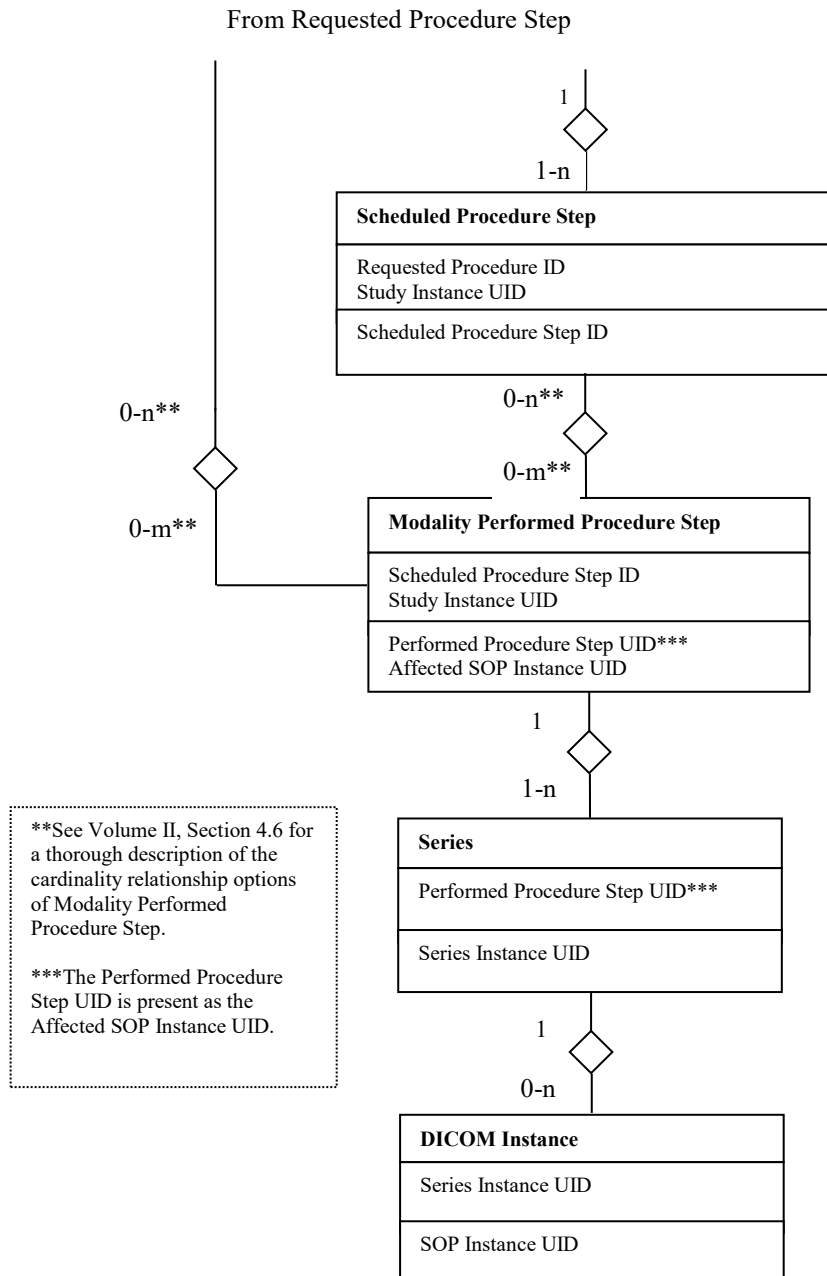 From Requested Procedure Step
1
1-n
Scheduled Procedure Step
Requested Procedure ID
Study Instance UID
Scheduled Procedure Step ID
0-n**
0-n**
0-m**
0-m**
Modality Performed Procedure Step
Scheduled Procedure Step ID
Study Instance UID
Performed Procedure Step UID***
Affected SOP Instance UID
1
1-n
**See Volume II, Section 4.6 for
a thorough description of the
cardinality relationship options
of Modality Performed
Procedure Step.
***The Performed Procedure
Step UID is present as the
Affected SOP Instance UID.
Series
Performed Procedure Step UID***
Series Instance UID
1
0-n
DICOM Instance
Series Instance UID
SOP Instance UID